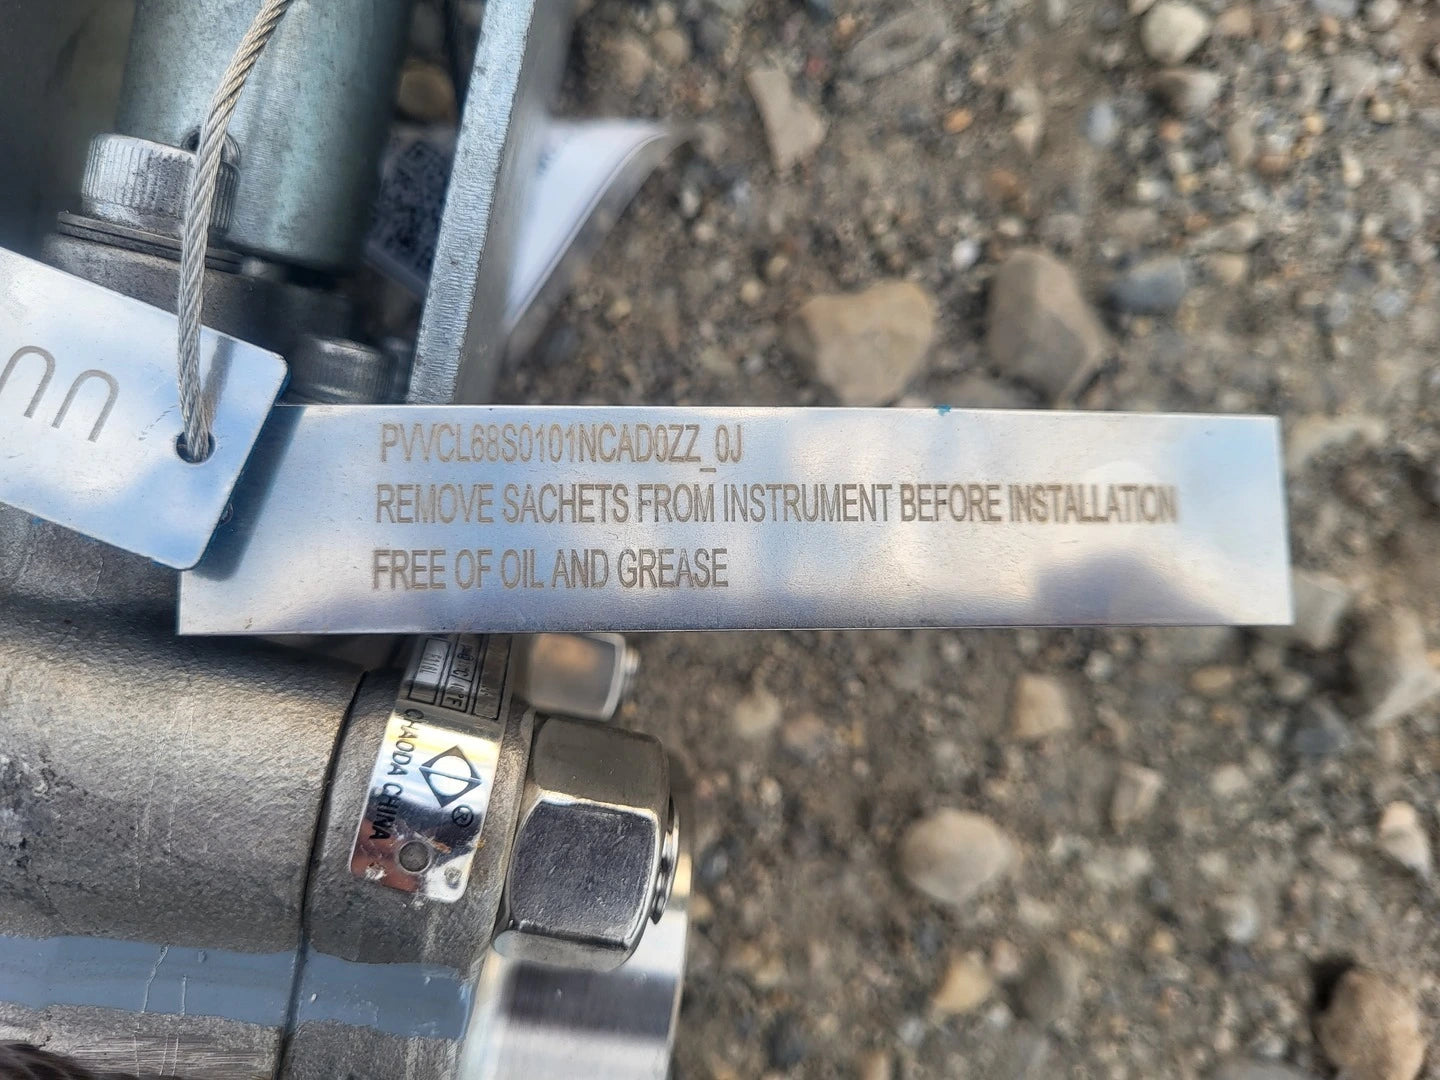 PVVCL68S0101NCAD0ZZ_0J
REMOVE SACHETS FROM INSTRUMENT BEFORE INSTALLATION
FREE OF OIL AND GREASE
CHAODA CHINA
®